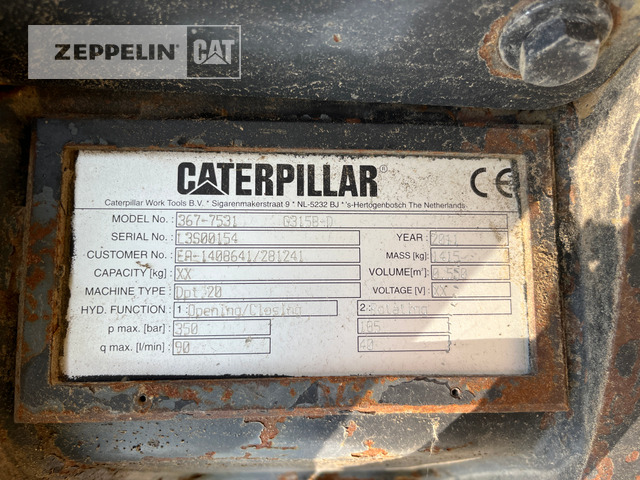 ZEPPELIN CAT
CATERPILLAR®
CE
Caterpillar Work Tools B.V. * Sigarenmakerstraat 9 * NL-5232 BJ * 's-Hertogenbosch The Netherlands
MODEL No.: 367-7531 G315B-D
SERIAL No.: L3S00154 YEAR: 2011
CUSTOMER No.: EA-1408641/281241 MASS [kg]: 1415
CAPACITY [kg]: XX VOLUME[m³]: 0.550
MACHINE TYPE Opt.20 VOLTAGE [V]: XX
HYD. FUNCTION: 1: Opening/Closing 2: Rotating
p max. [bar]: 350 185
q max. [l/min]: 90 40